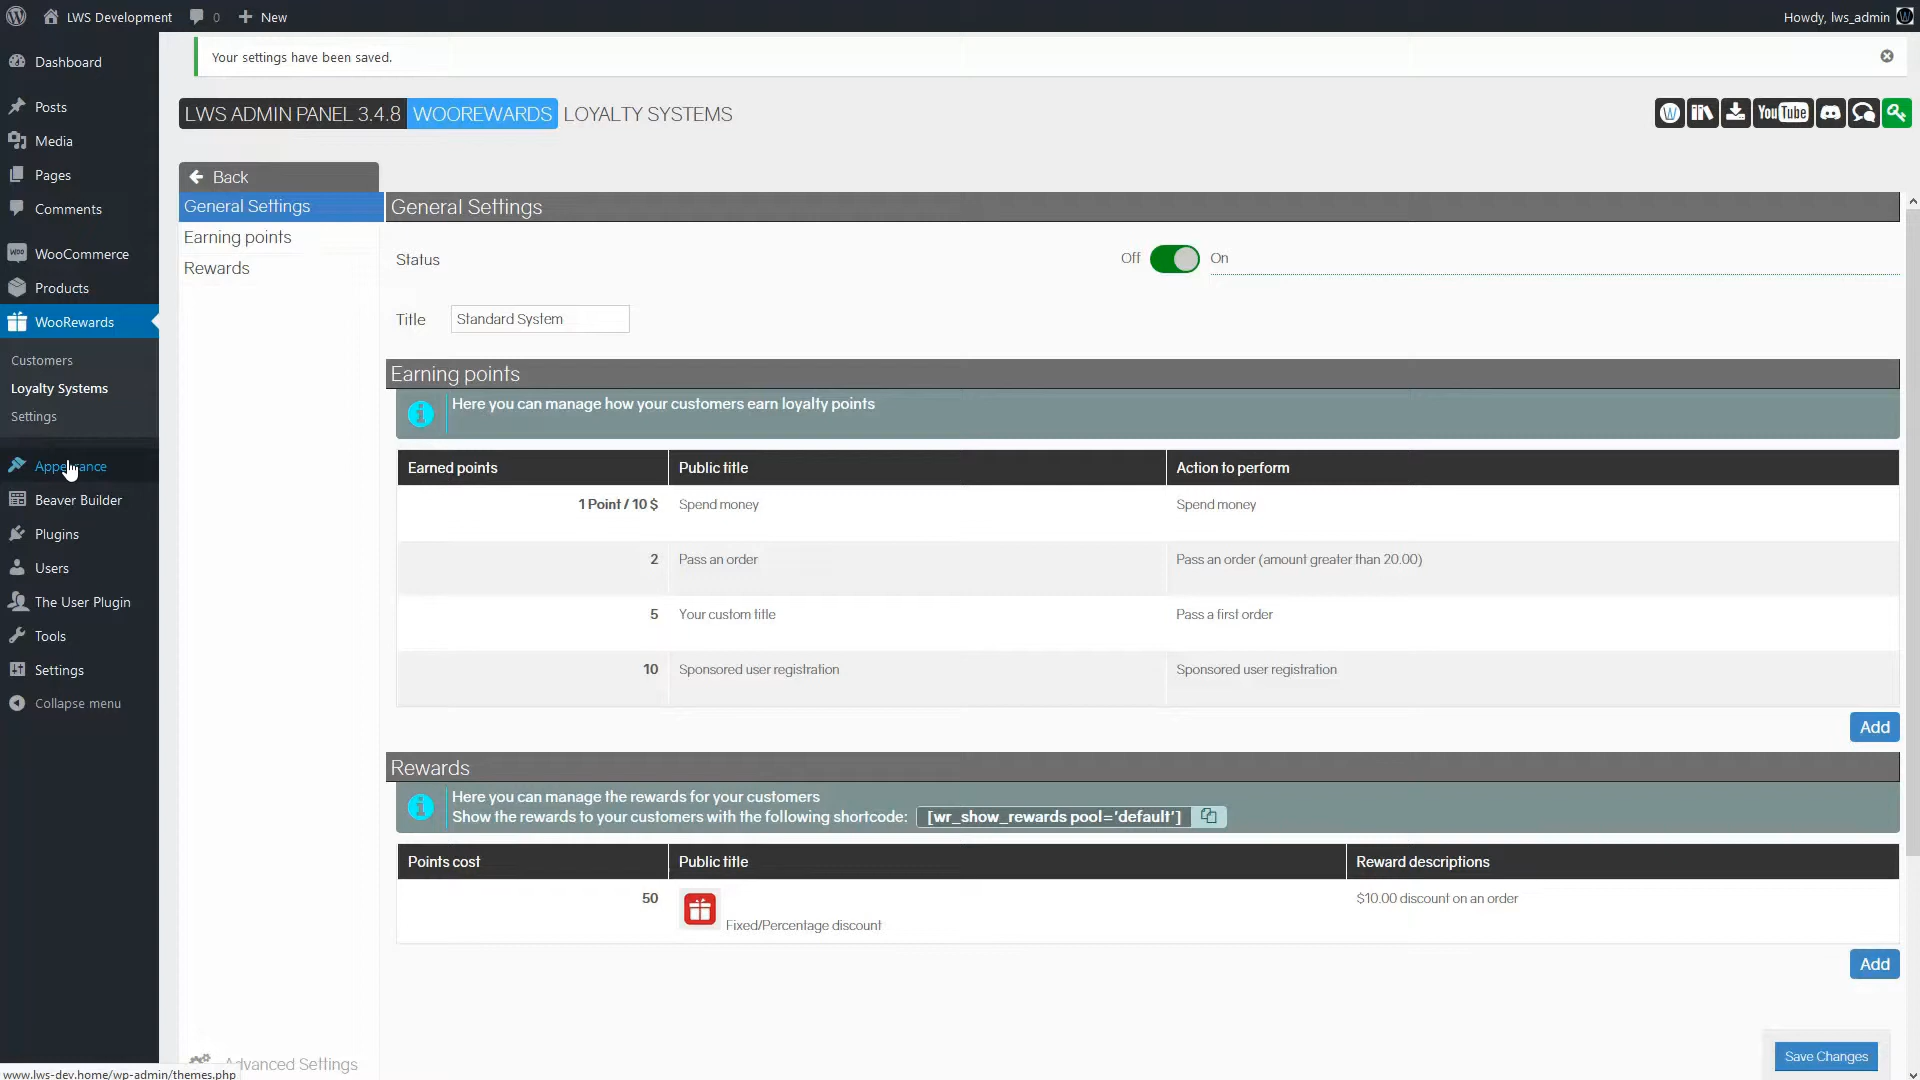 LWS Development
0
New
Howdy, lws_admin
Dashboard
Posts
Media
Pages
Comments
WooCommerce
Products
WooRewards
Customers
Loyalty Systems
Settings
Appearance
Beaver Builder
Plugins
Users
The User Plugin
Tools
Settings
Collapse menu
www.lws-dev.home/wp-admin/themes.php
Your settings have been saved.
LWS ADMIN PANEL 3.4.8 WOOREWARDS LOYALTY SYSTEMS
YouTube
Back
General Settings
Earning points
Rewards
Advanced Settings
General Settings
Status
Off
On
Title
Standard System
Earning points
Here you can manage how your customers earn loyalty points
Earned points Public title Action to perform
1 Point / 10 $ Spend money Spend money
2 Pass an order Pass an order (amount greater than 20.00)
5 Your custom title Pass a first order
10 Sponsored user registration Sponsored user registration
Add
Rewards
Here you can manage the rewards for your customers
Show the rewards to your customers with the following shortcode: [wr_show_rewards pool='default']
Points cost Public title Reward descriptions
50 Fixed/Percentage discount $10.00 discount on an order
Add
Save Changes